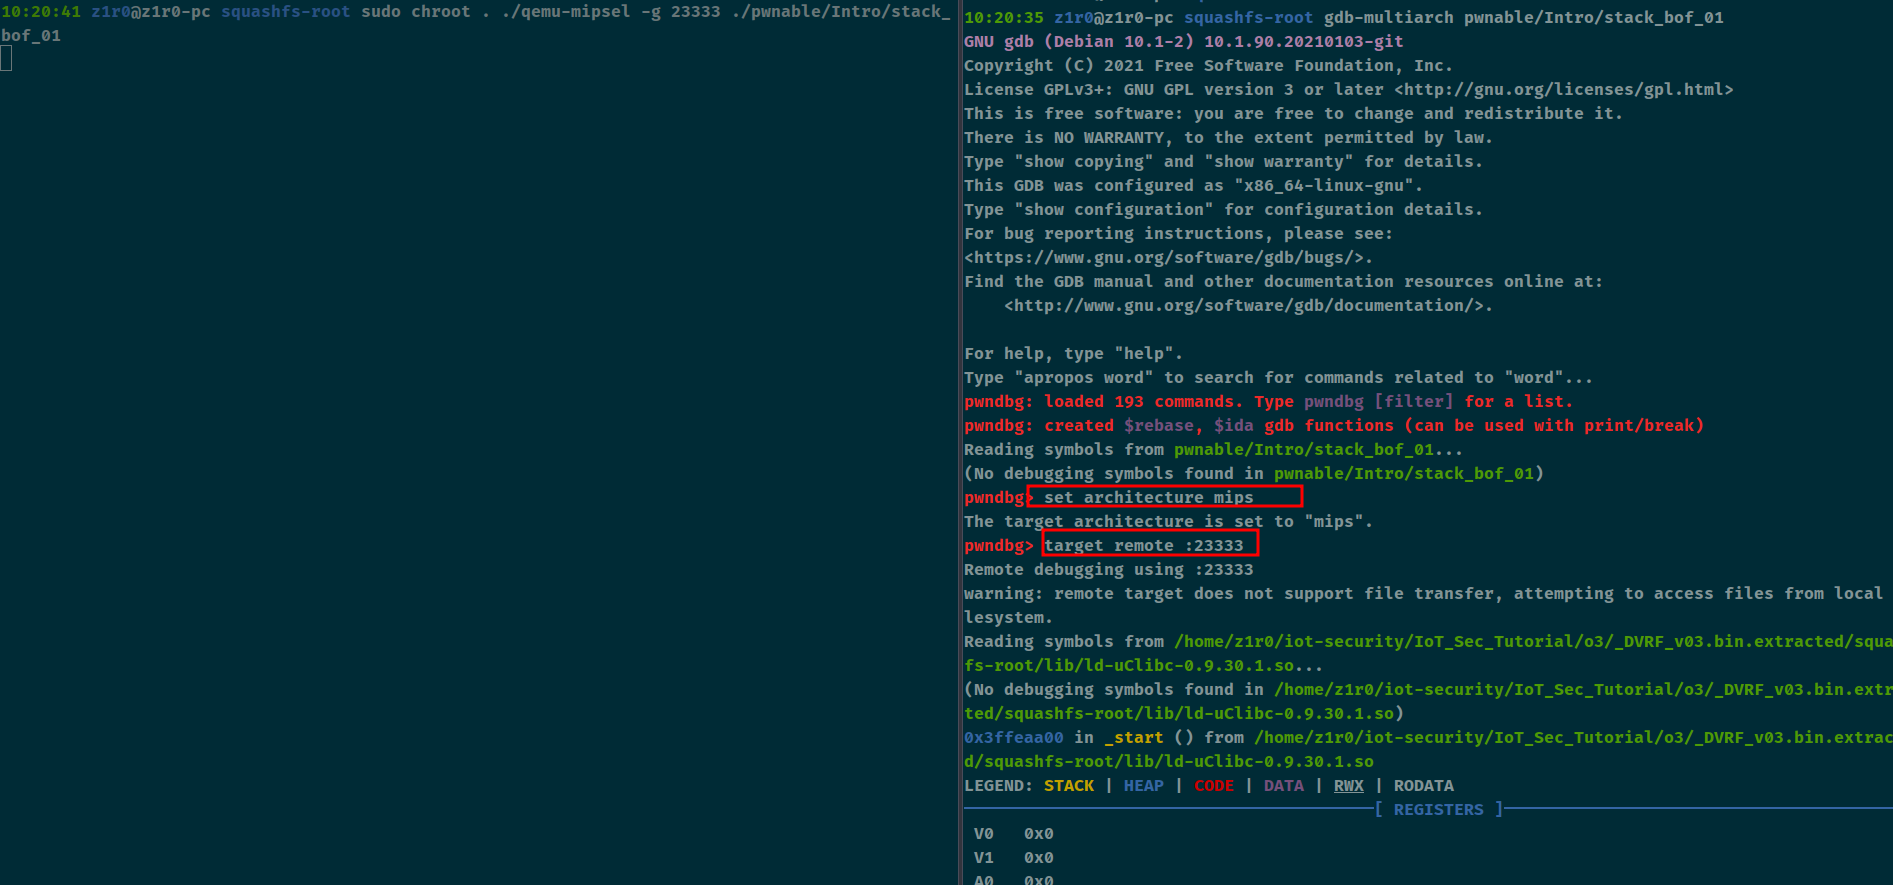 10:20:41 z1r0@z1r0-pc squashfs-root sudo chroot . ./qemu-mipsel -g 23333 ./pwnable/Intro/stack_
bof_01
10:20:35 z1r0@z1r0-pc squashfs-root gdb-multiarch pwnable/Intro/stack_bof_01
GNU gdb (Debian 10.1-2) 10.1.90.20210103-git
Copyright (C) 2021 Free Software Foundation, Inc.
License GPLv3+: GNU GPL version 3 or later <http://gnu.org/licenses/gpl.html>
This is free software: you are free to change and redistribute it.
There is NO WARRANTY, to the extent permitted by law.
Type "show copying" and "show warranty" for details.
This GDB was configured as "x86_64-linux-gnu".
Type "show configuration" for configuration details.
For bug reporting instructions, please see:
<https://www.gnu.org/software/gdb/bugs/>.
Find the GDB manual and other documentation resources online at:
    <http://www.gnu.org/software/gdb/documentation/>.
For help, type "help".
Type "apropos word" to search for commands related to "word"...
pwndbg: loaded 193 commands. Type pwndbg [filter] for a list.
pwndbg: created $rebase, $ida gdb functions (can be used with print/break)
Reading symbols from pwnable/Intro/stack_bof_01...
(No debugging symbols found in pwnable/Intro/stack_bof_01)
pwndbg> set architecture mips
The target architecture is set to "mips".
pwndbg> target remote :23333
Remote debugging using :23333
warning: remote target does not support file transfer, attempting to access files from local
lesystem.
Reading symbols from /home/z1r0/iot-security/IoT_Sec_Tutorial/o3/_DVRF_v03.bin.extracted/squa
fs-root/lib/ld-uClibc-0.9.30.1.so...
(No debugging symbols found in /home/z1r0/iot-security/IoT_Sec_Tutorial/o3/_DVRF_v03.bin.extr
ted/squashfs-root/lib/ld-uClibc-0.9.30.1.so)
0x3ffeaa00 in _start () from /home/z1r0/iot-security/IoT_Sec_Tutorial/o3/_DVRF_v03.bin.extrac
d/squashfs-root/lib/ld-uClibc-0.9.30.1.so
LEGEND: STACK | HEAP | CODE | DATA | RWX | RODATA
[ REGISTERS ]
V0   0x0
V1   0x0
A0   0x0